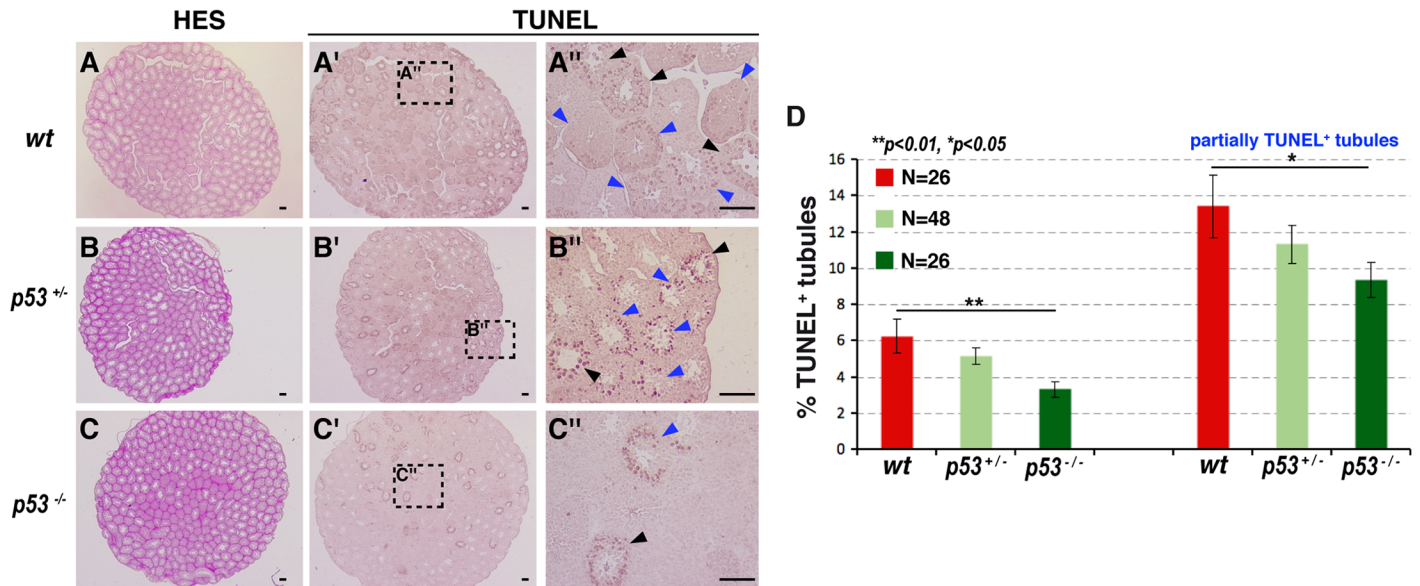 HES
TUNEL
wt
A
A'
A"
A"
p53 +/-
B
B'
B"
B"
p53 -/-
C
C'
C"
C"
D
**p<0.01, *p<0.05
partially TUNEL+ tubules
% TUNEL+ tubules
16
14
12
10
8
6
4
2
0
N=26
N=48
N=26
**
*
wt p53+/- p53-/- wt p53+/- p53-/-